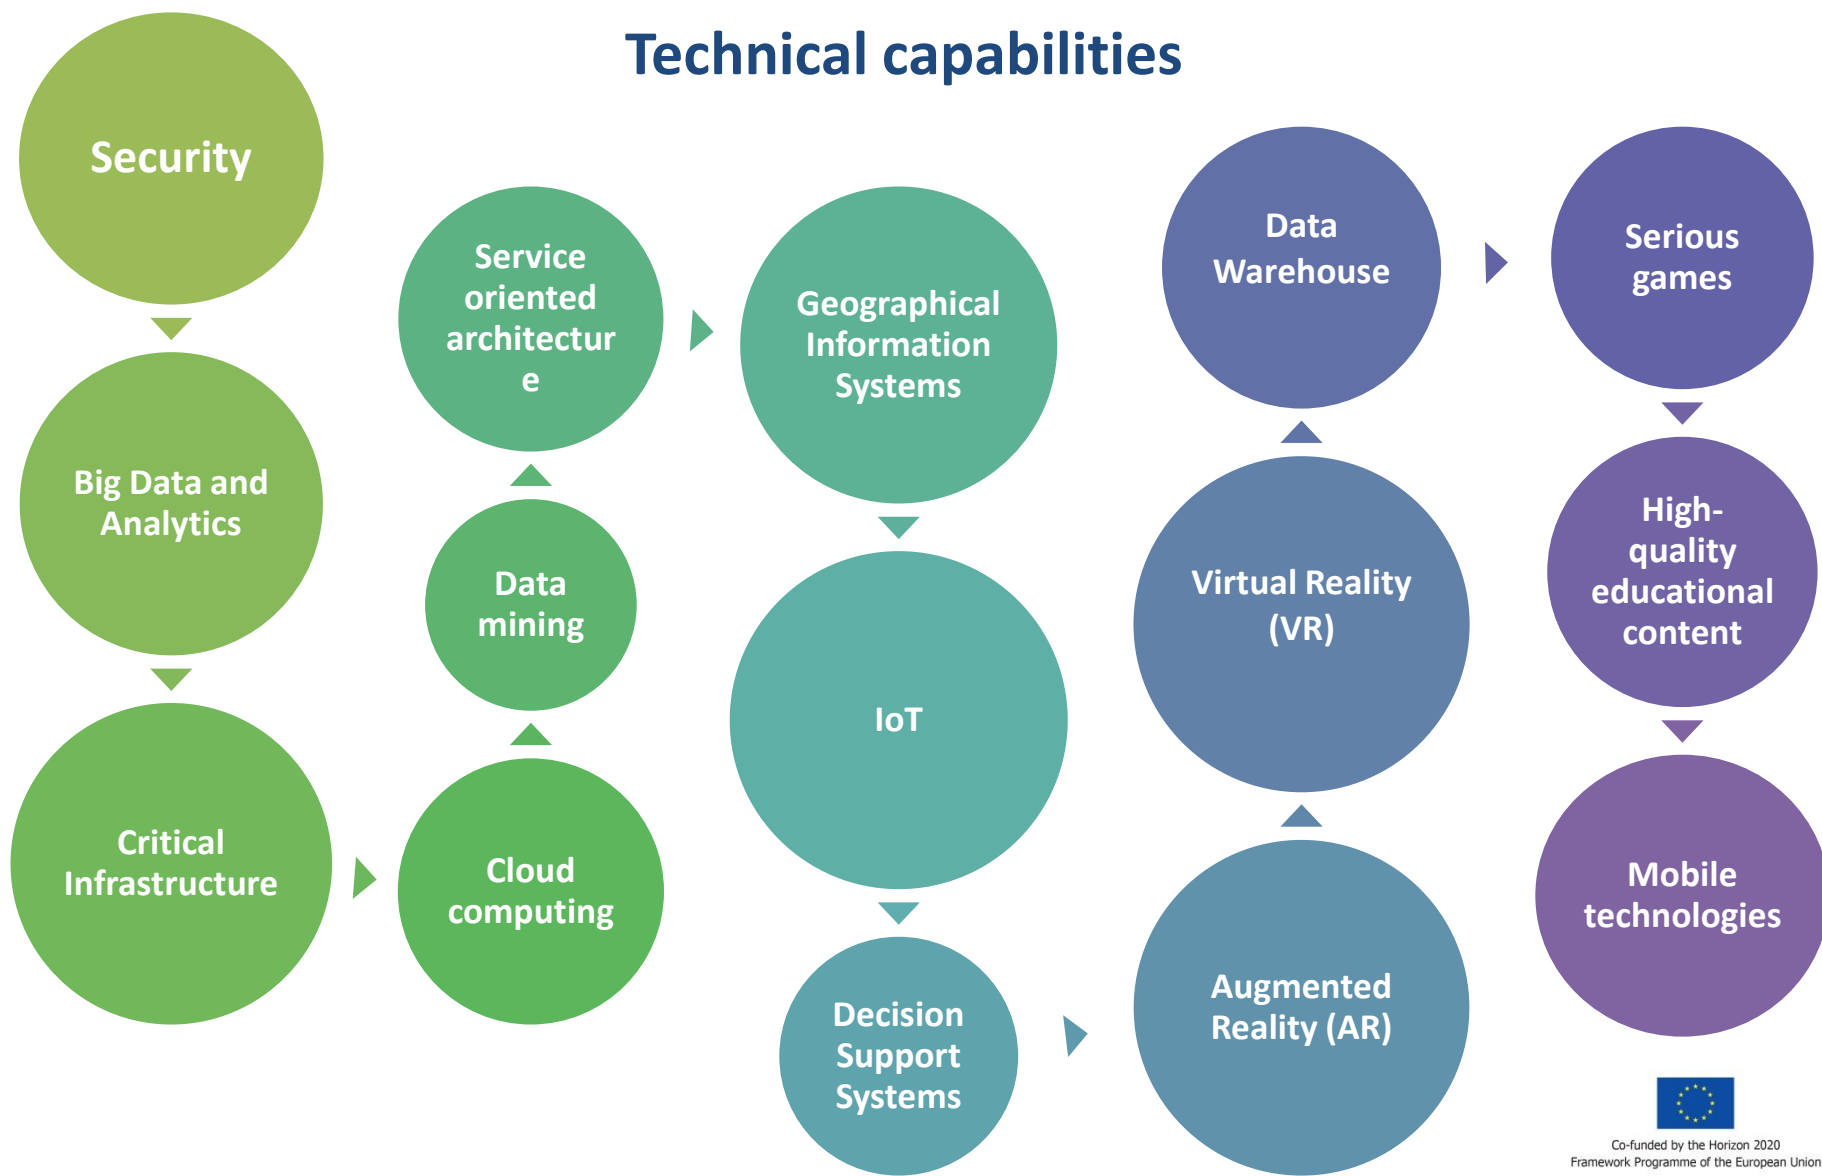 Technical capabilities
Security
Big Data and
Analytics
Critical
Infrastructure
Cloud
computing
Data
mining
Service
oriented
architectur
e
Geographical
Information
Systems
IoT
Decision
Support
Systems
Augmented
Reality (AR)
Virtual Reality
(VR)
Data
Warehouse
Serious
games
High-
quality
educational
content
Mobile
technologies
Co-funded by the Horizon 2020
Framework Programme of the European Union